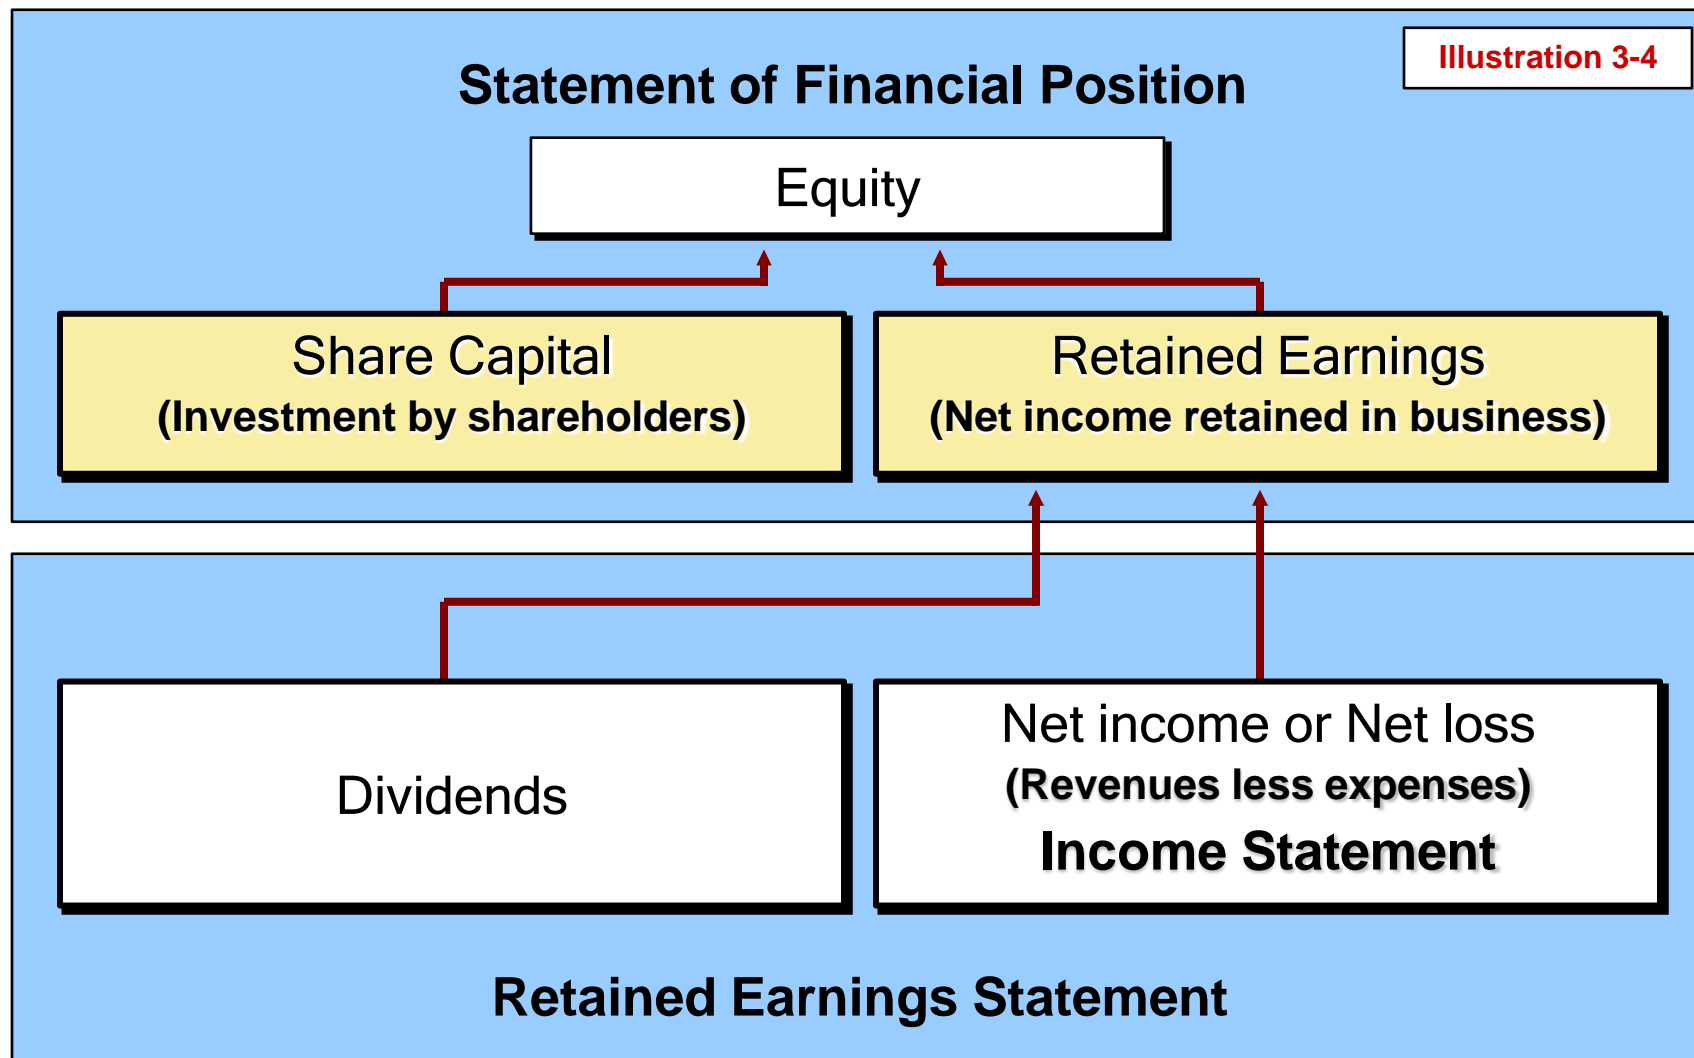 Illustration 3-4
Statement of Financial Position
Equity
Share Capital
(Investment by shareholders)
Retained Earnings
(Net income retained in business)
Dividends
Net income or Net loss
(Revenues less expenses)
Income Statement
Retained Earnings Statement